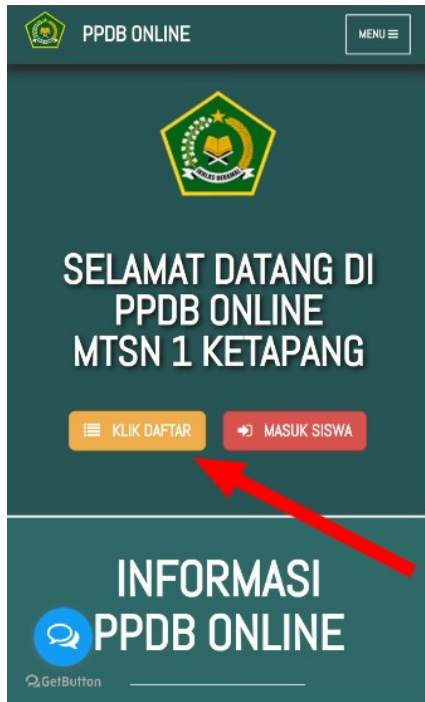 PPDB ONLINE
MENU
IKHLAS BERAMAL
SELAMAT DATANG DI
PPDB ONLINE
MTSN 1 KETAPANG
KLIK DAFTAR
MASUK SISWA
INFORMASI
PPDB ONLINE
GetButton